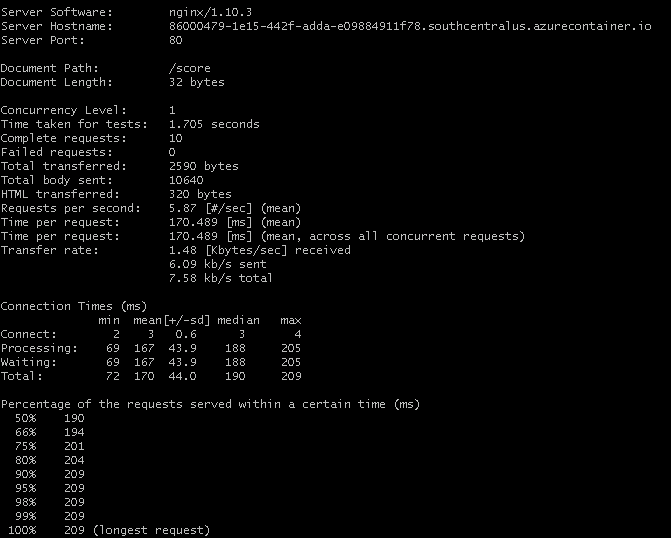 Server Software:        nginx/1.10.3
Server Hostname:        86000479-1e15-442f-adda-e09884911f78.southcentralus.azurecontainer.io
Server Port:            80

Document Path:          /score
Document Length:        32 bytes

Concurrency Level:      1
Time taken for tests:   1.705 seconds
Complete requests:      10
Failed requests:        0
Total transferred:      2590 bytes
Total body sent:        10640
HTML transferred:       320 bytes
Requests per second:    5.87 [#/sec] (mean)
Time per request:       170.489 [ms] (mean)
Time per request:       170.489 [ms] (mean, across all concurrent requests)
Transfer rate:          1.48 [Kbytes/sec] received
                        6.09 kb/s sent
                        7.58 kb/s total

Connection Times (ms)
              min  mean[+/-sd] median   max
Connect:        2    3   0.6      3       4
Processing:    69  167  43.9    188     205
Waiting:       69  167  43.9    188     205
Total:         72  170  44.0    190     209

Percentage of the requests served within a certain time (ms)
  50%    190
  66%    194
  75%    201
  80%    204
  90%    209
  95%    209
  98%    209
  99%    209
 100%    209 (longest request)